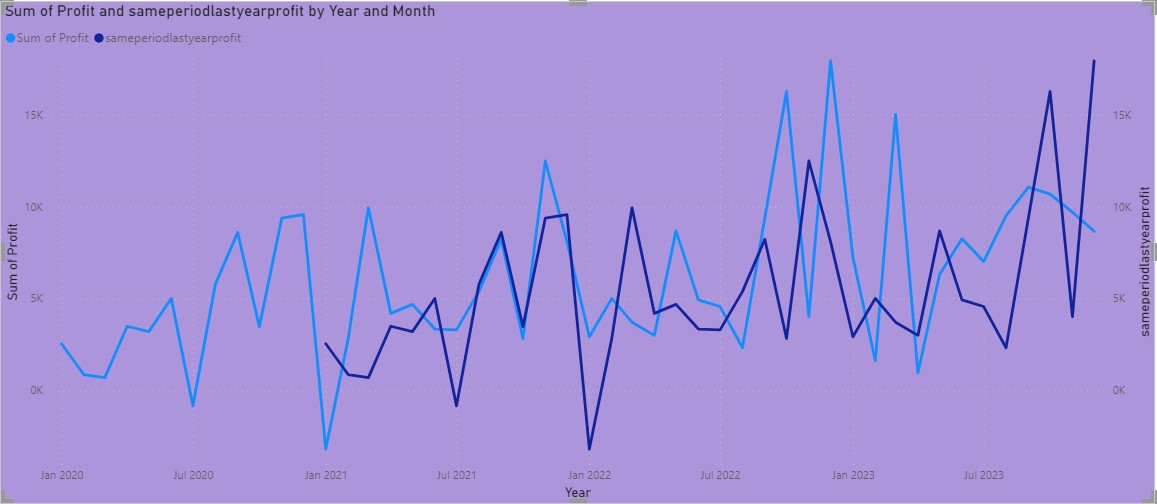 Sum of Profit and sameperiodlastyearprofit by Year and Month
Sum of Profit sameperiodlastyearprofit
15K 15K
10K 10K
5K 5K
0K 0K
Sum of Profit
sameperiodlastyearprofit
Jan 2020 Jul 2020 Jan 2021 Jul 2021 Jan 2022 Jul 2022 Jan 2023 Jul 2023
Year